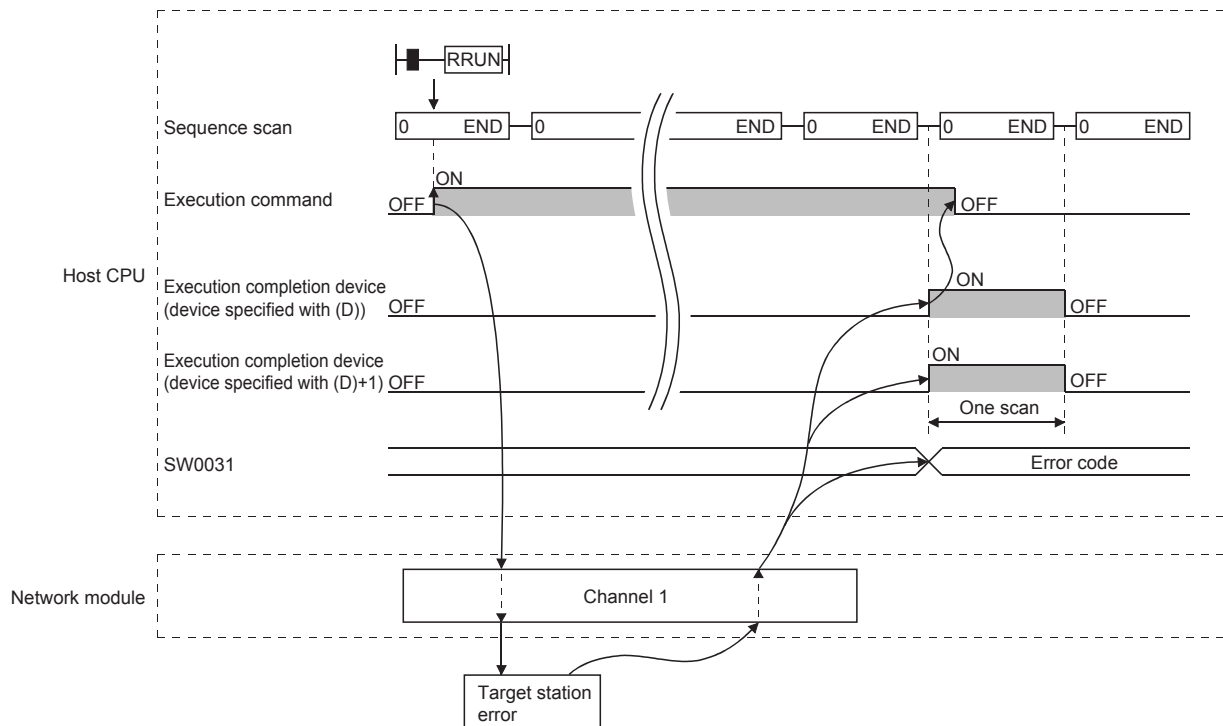 RRUN
Sequence scan
0 END 0 END 0 END 0 END 0 END
ON
Execution command
OFF
OFF
Host CPU
Execution completion device
(device specified with (D))
OFF
ON
OFF
Execution completion device
(device specified with (D)+1)
OFF
ON
OFF
One scan
SW0031
Error code
Network module
Channel 1
Target station
error